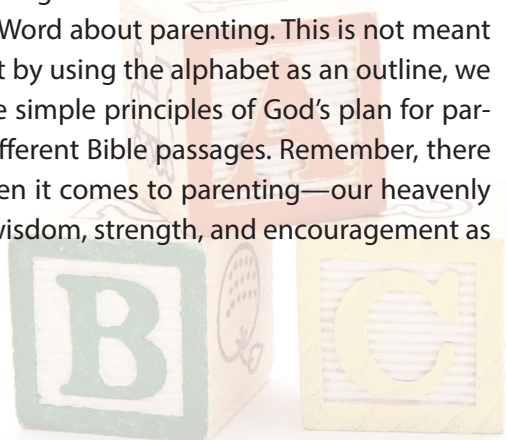 Word about parenting. This is not meant
t by using the alphabet as an outline, we
e simple principles of God’s plan for par-
fferent Bible passages. Remember, there
en it comes to parenting—our heavenly
wisdom, strength, and encouragement as
A
B
C